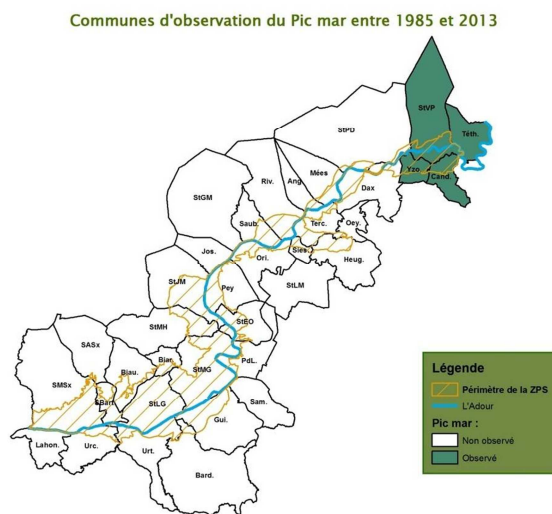 Communes d'observation du Pic mar entre 1985 et 2013
StVP
StPD
Téth.
Mées
Yzo.
Cand.
Riv.
Ang
Dax
StGM
Saub.
Terc.
Oey.
Jos.
Ori.
Sies.
Heug.
StJM
Pey
StLM
StMH
StEO
SASx
Biar.
Biau.
StMG
PdL.
SMSx
SBart
StLG
Sam.
Gui.
Lahon.
Urc.
Urt.
Bard.
Légende
Périmètre de la ZPS
L'Adour
Pic mar :
Non observé
Observé